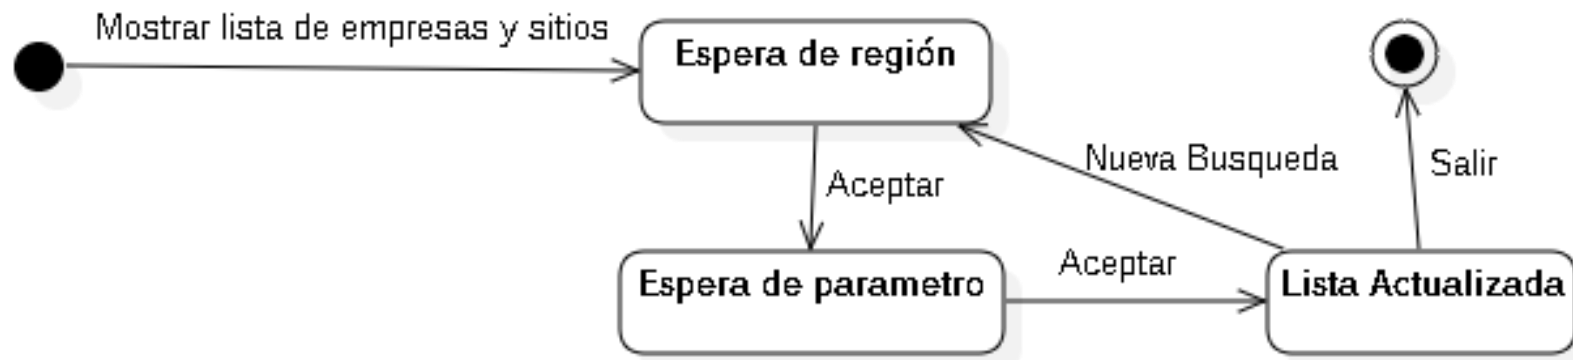 Mostrar lista de empresas y sitios
Espera de región
Nueva Busqueda
Salir
Aceptar
Espera de parametro
Aceptar
Lista Actualizada